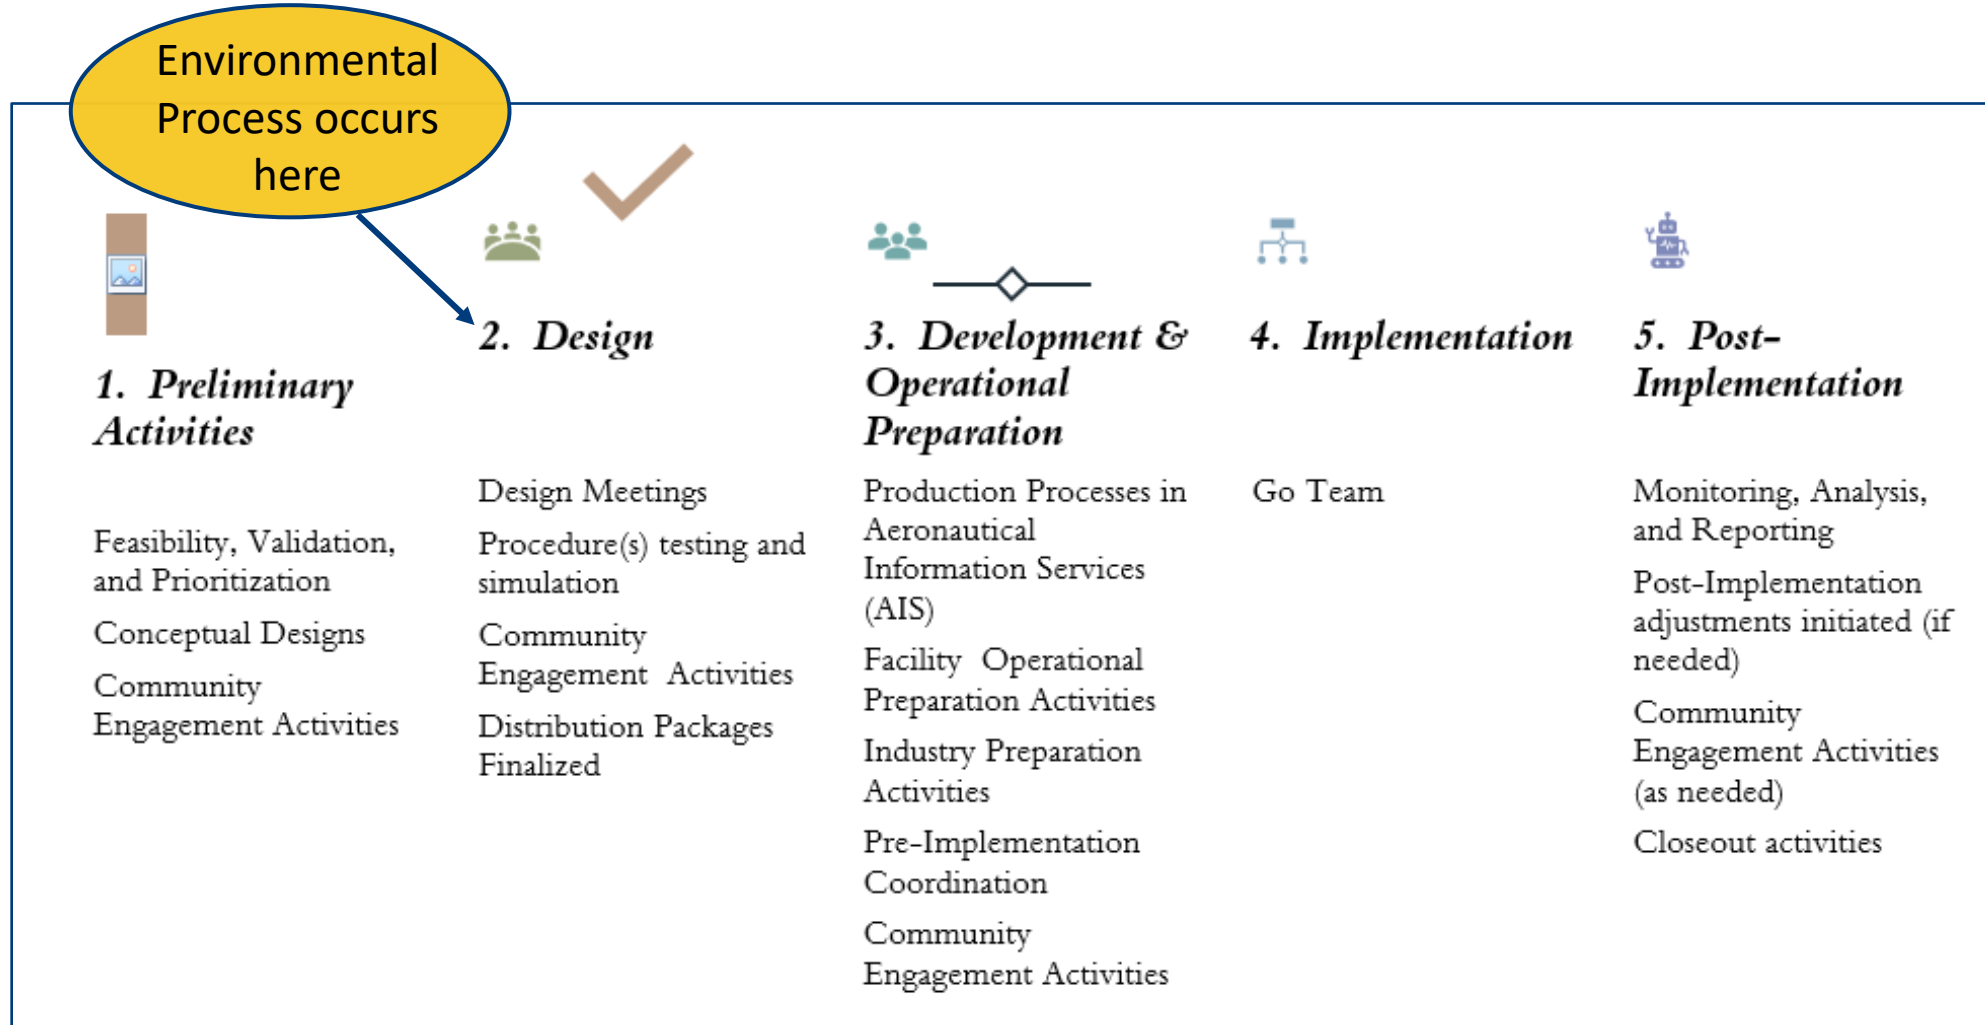 Environmental
Process occurs
here
1. Preliminary
Activities
Feasibility, Validation,
and Prioritization
Conceptual Designs
Community
Engagement Activities
2. Design
Design Meetings
Procedure(s) testing and
simulation
Community
Engagement Activities
Distribution Packages
Finalized
3. Development &
Operational
Preparation
Production Processes in
Aeronautical
Information Services
(AIS)
Facility Operational
Preparation Activities
Industry Preparation
Activities
Pre-Implementation
Coordination
Community
Engagement Activities
4. Implementation
Go Team
5. Post-
Implementation
Monitoring, Analysis,
and Reporting
Post-Implementation
adjustments initiated (if
needed)
Community
Engagement Activities
(as needed)
Closeout activities